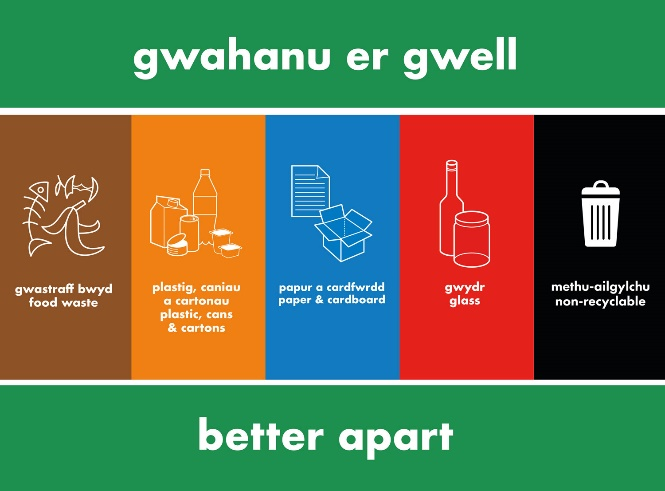 gwahanu er gwell
gwastraff bwyd
food waste
plastig, caniau
a cartonau
plastic, cans
& cartons
papur a cardfwrdd
paper & cardboard
gwydr
glass
methu-ailgylchu
non-recyclable
better apart